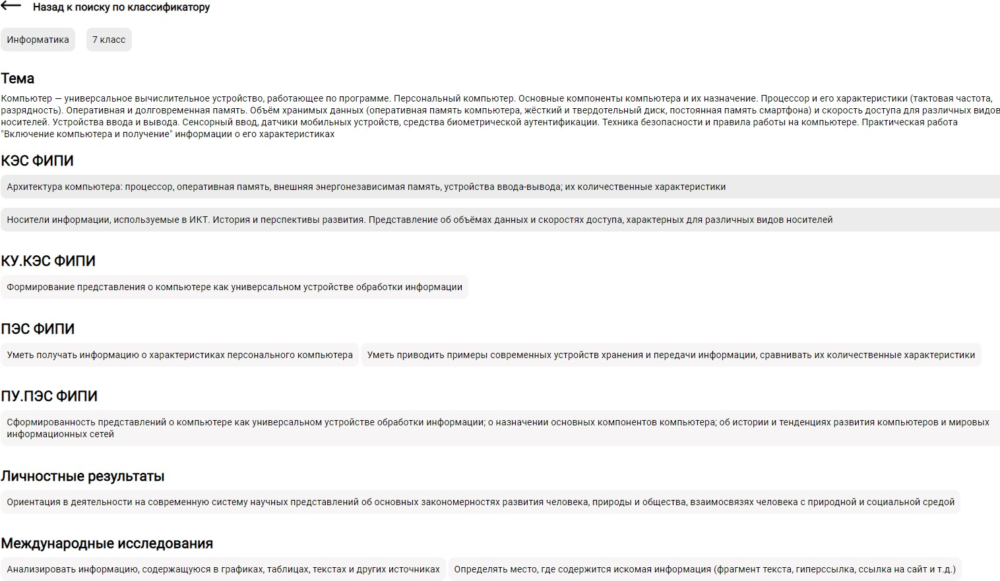 Назад к поиску по классификатору
Информатика
7 класс
Тема
Компьютер — универсальное вычислительное устройство, работающее по программе. Персональный компьютер. Основные компоненты компьютера и их назначение. Процессор и его характеристики (тактовая частота,
разрядность). Оперативная и долговременная память. Объём хранимых данных (оперативная память компьютера, жёсткий и твердотельный диск, постоянная память смартфона) и скорость доступа для различных видов
носителей. Устройства ввода и вывода. Сенсорный ввод, датчики мобильных устройств, средства биометрической аутентификации. Техника безопасности и правила работы на компьютере. Практическая работа
"Включение компьютера и получение" информации о его характеристиках
КЭС ФИПИ
Архитектура компьютера: процессор, оперативная память, внешняя энергонезависимая память, устройства ввода-вывода; их количественные характеристики
Носители информации, используемые в ИКТ. История и перспективы развития. Представление об объёмах данных и скоростях доступа, характерных для различных видов носителей
КУ.КЭС ФИПИ
Формирование представления о компьютере как универсальном устройстве обработки информации
ПЭС ФИПИ
Уметь получать информацию о характеристиках персонального компьютера
Уметь приводить примеры современных устройств хранения и передачи информации, сравнивать их количественные характеристики
ПУ.ПЭС ФИПИ
Сформированность представлений о компьютере как универсальном устройстве обработки информации; о назначении основных компонентов компьютера; об истории и тенденциях развития компьютеров и мировых
информационных сетей
Личностные результаты
Ориентация в деятельности на современную систему научных представлений об основных закономерностях развития человека, природы и общества, взаимосвязях человека с природной и социальной средой
Международные исследования
Анализировать информацию, содержащуюся в графиках, таблицах, текстах и других источниках
Определять место, где содержится искомая информация (фрагмент текста, гиперссылка, ссылка на сайт и т.д.)